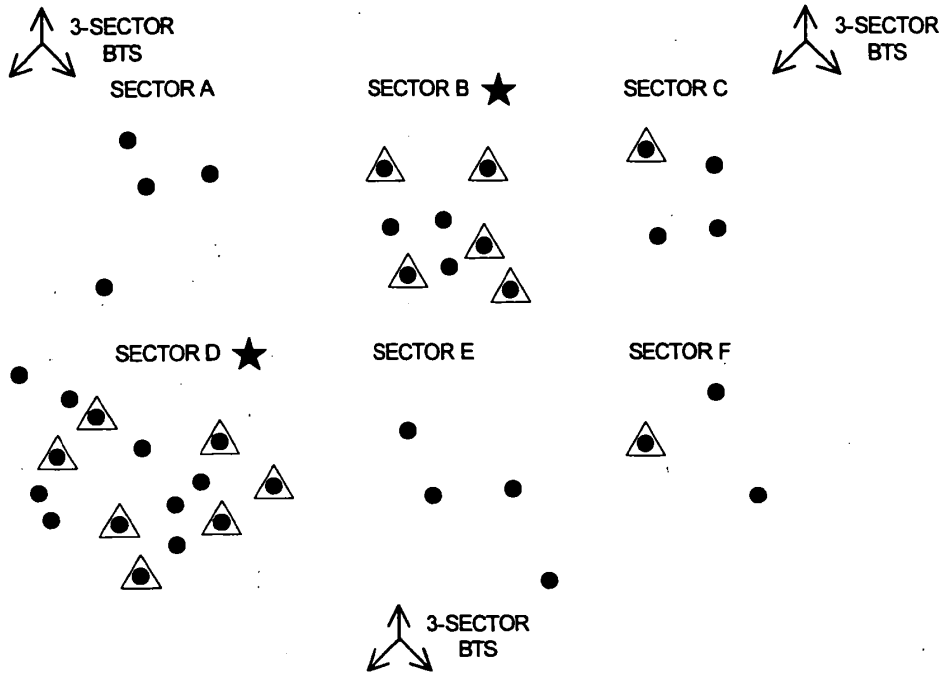 3-SECTOR
BTS
3-SECTOR
BTS
SECTOR A
SECTOR B
SECTOR C
SECTOR D
SECTOR E
SECTOR F
3-SECTOR
BTS